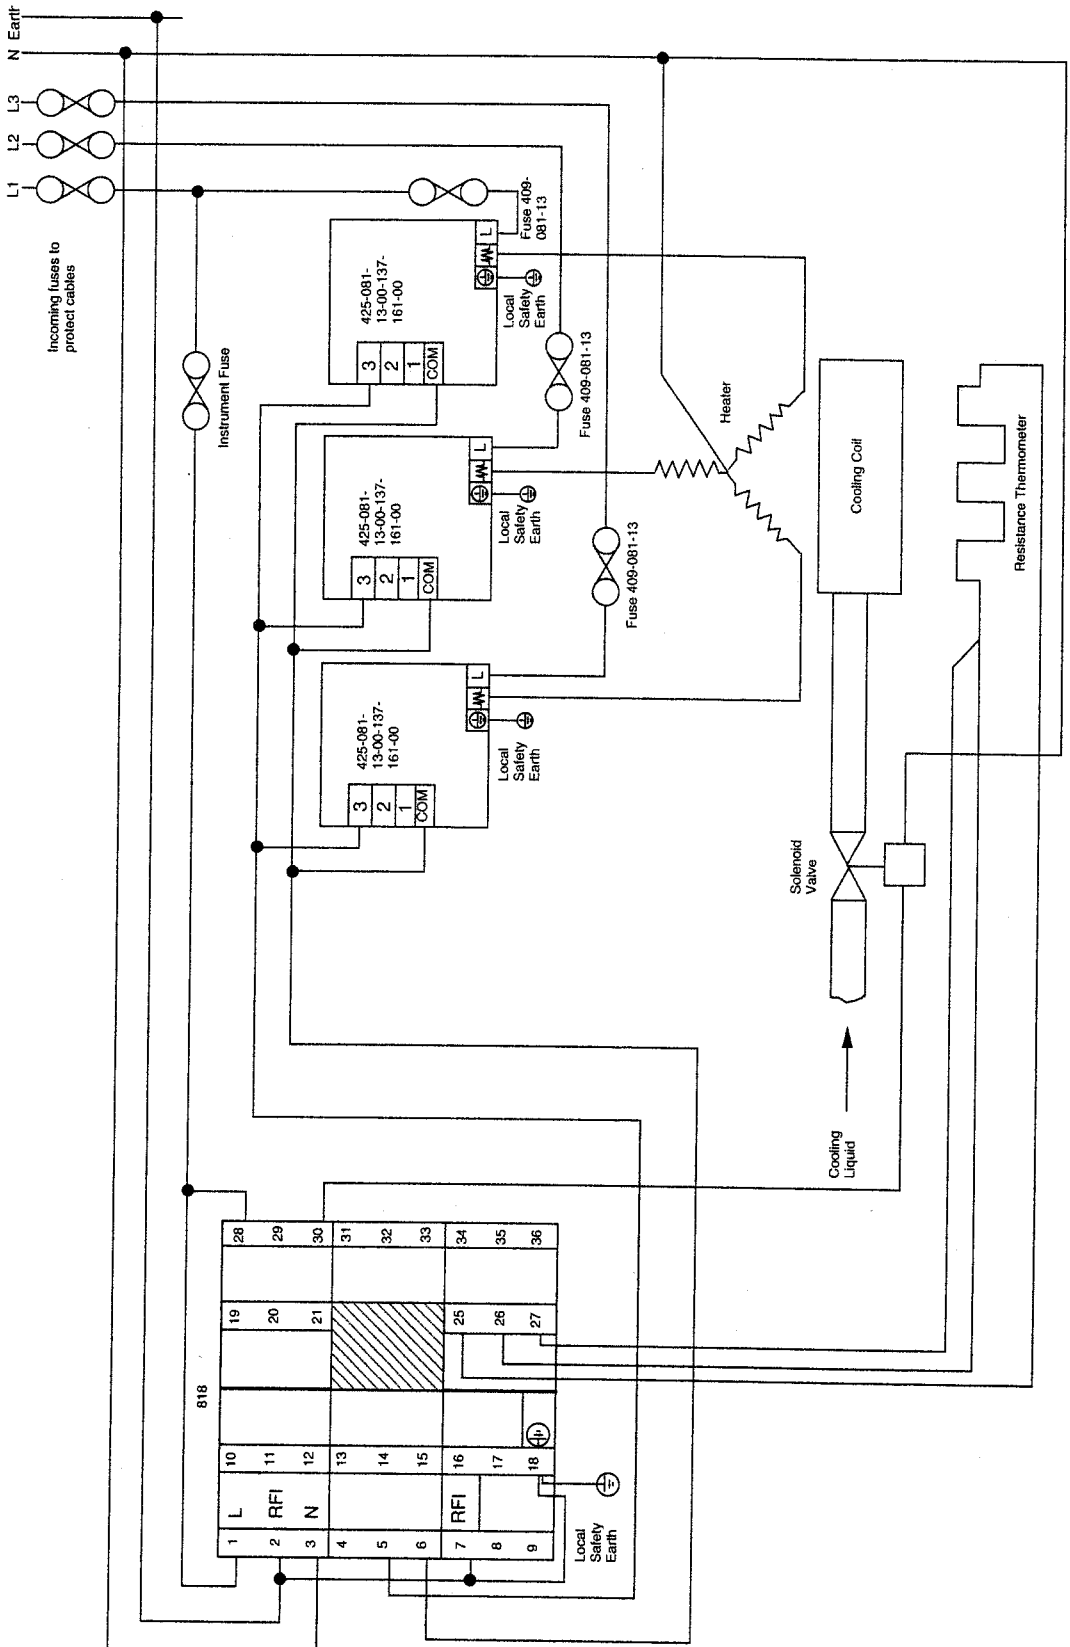 Earth
N
L3
L2
L1
Incoming fuses to
protect cables
Instrument Fuse
Fuse 409-
081-13
425-081-
13-00-137-
161-00
3
2
1
COM
L
Local
Safety
Earth
Fuse 409-081-13
425-081-
13-00-137-
161-00
3
2
1
COM
L
Local
Safety
Earth
Fuse 409-081-13
425-081-
13-00-137-
161-00
3
2
1
COM
L
Local
Safety
Earth
Heater
Cooling Coil
Resistance Thermometer
Solenoid
Valve
Cooling
Liquid
818
28
29
30
31
32
33
34
35
36
19
20
21
25
26
27
10
11
12
13
14
15
16
17
18
L
RFI
N
RFI
1
2
3
4
5
6
7
8
9
Local
Safety
Earth